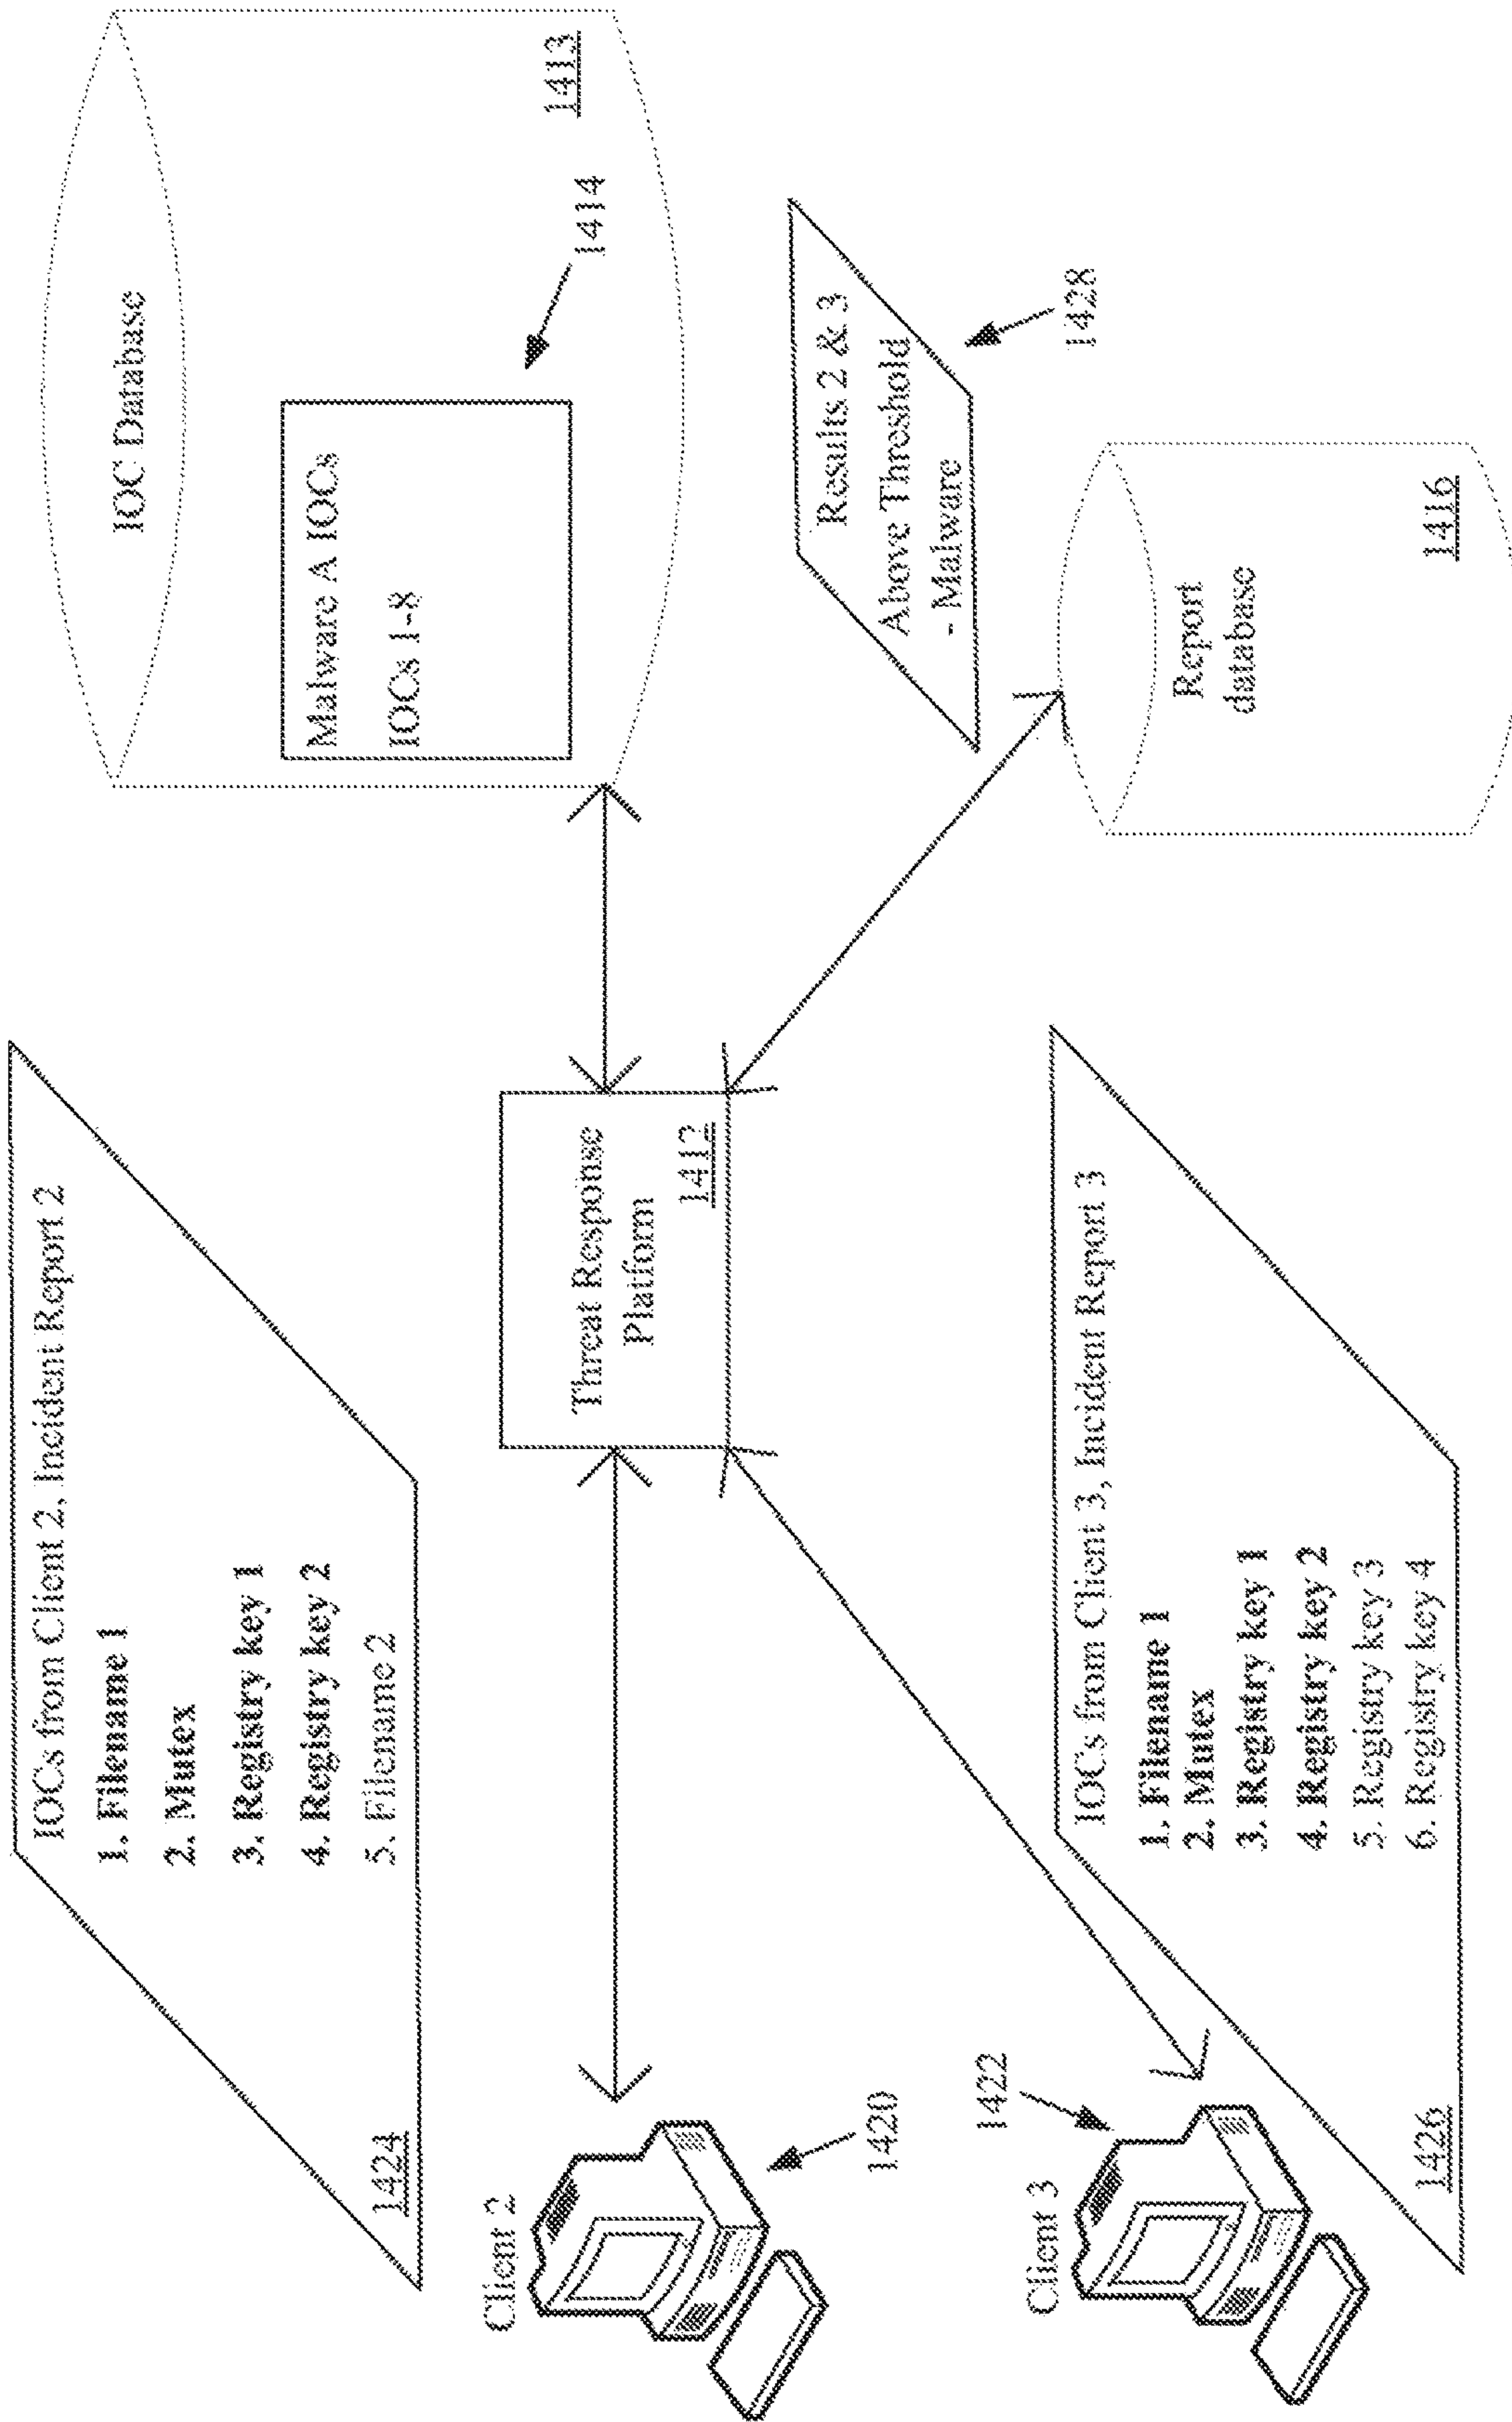 IOCs from Client 2, Incident Report 2
1. Filename 1
2. Mutex
3. Registry key 1
4. Registry key 2
5. Filename 2
1424
Client 2
1420
Threat Response
Platform
1412
IOC Database
Malware A IOCs
IOCs 1-8
1413
1414
Client 3
1422
IOCs from Client 3, Incident Report 3
1. Filename 1
2. Mutex
3. Registry key 1
4. Registry key 2
5. Registry key 3
6. Registry key 4
1426
Results 2 & 3
Above Threshold
- Malware
1428
Report
database
1416